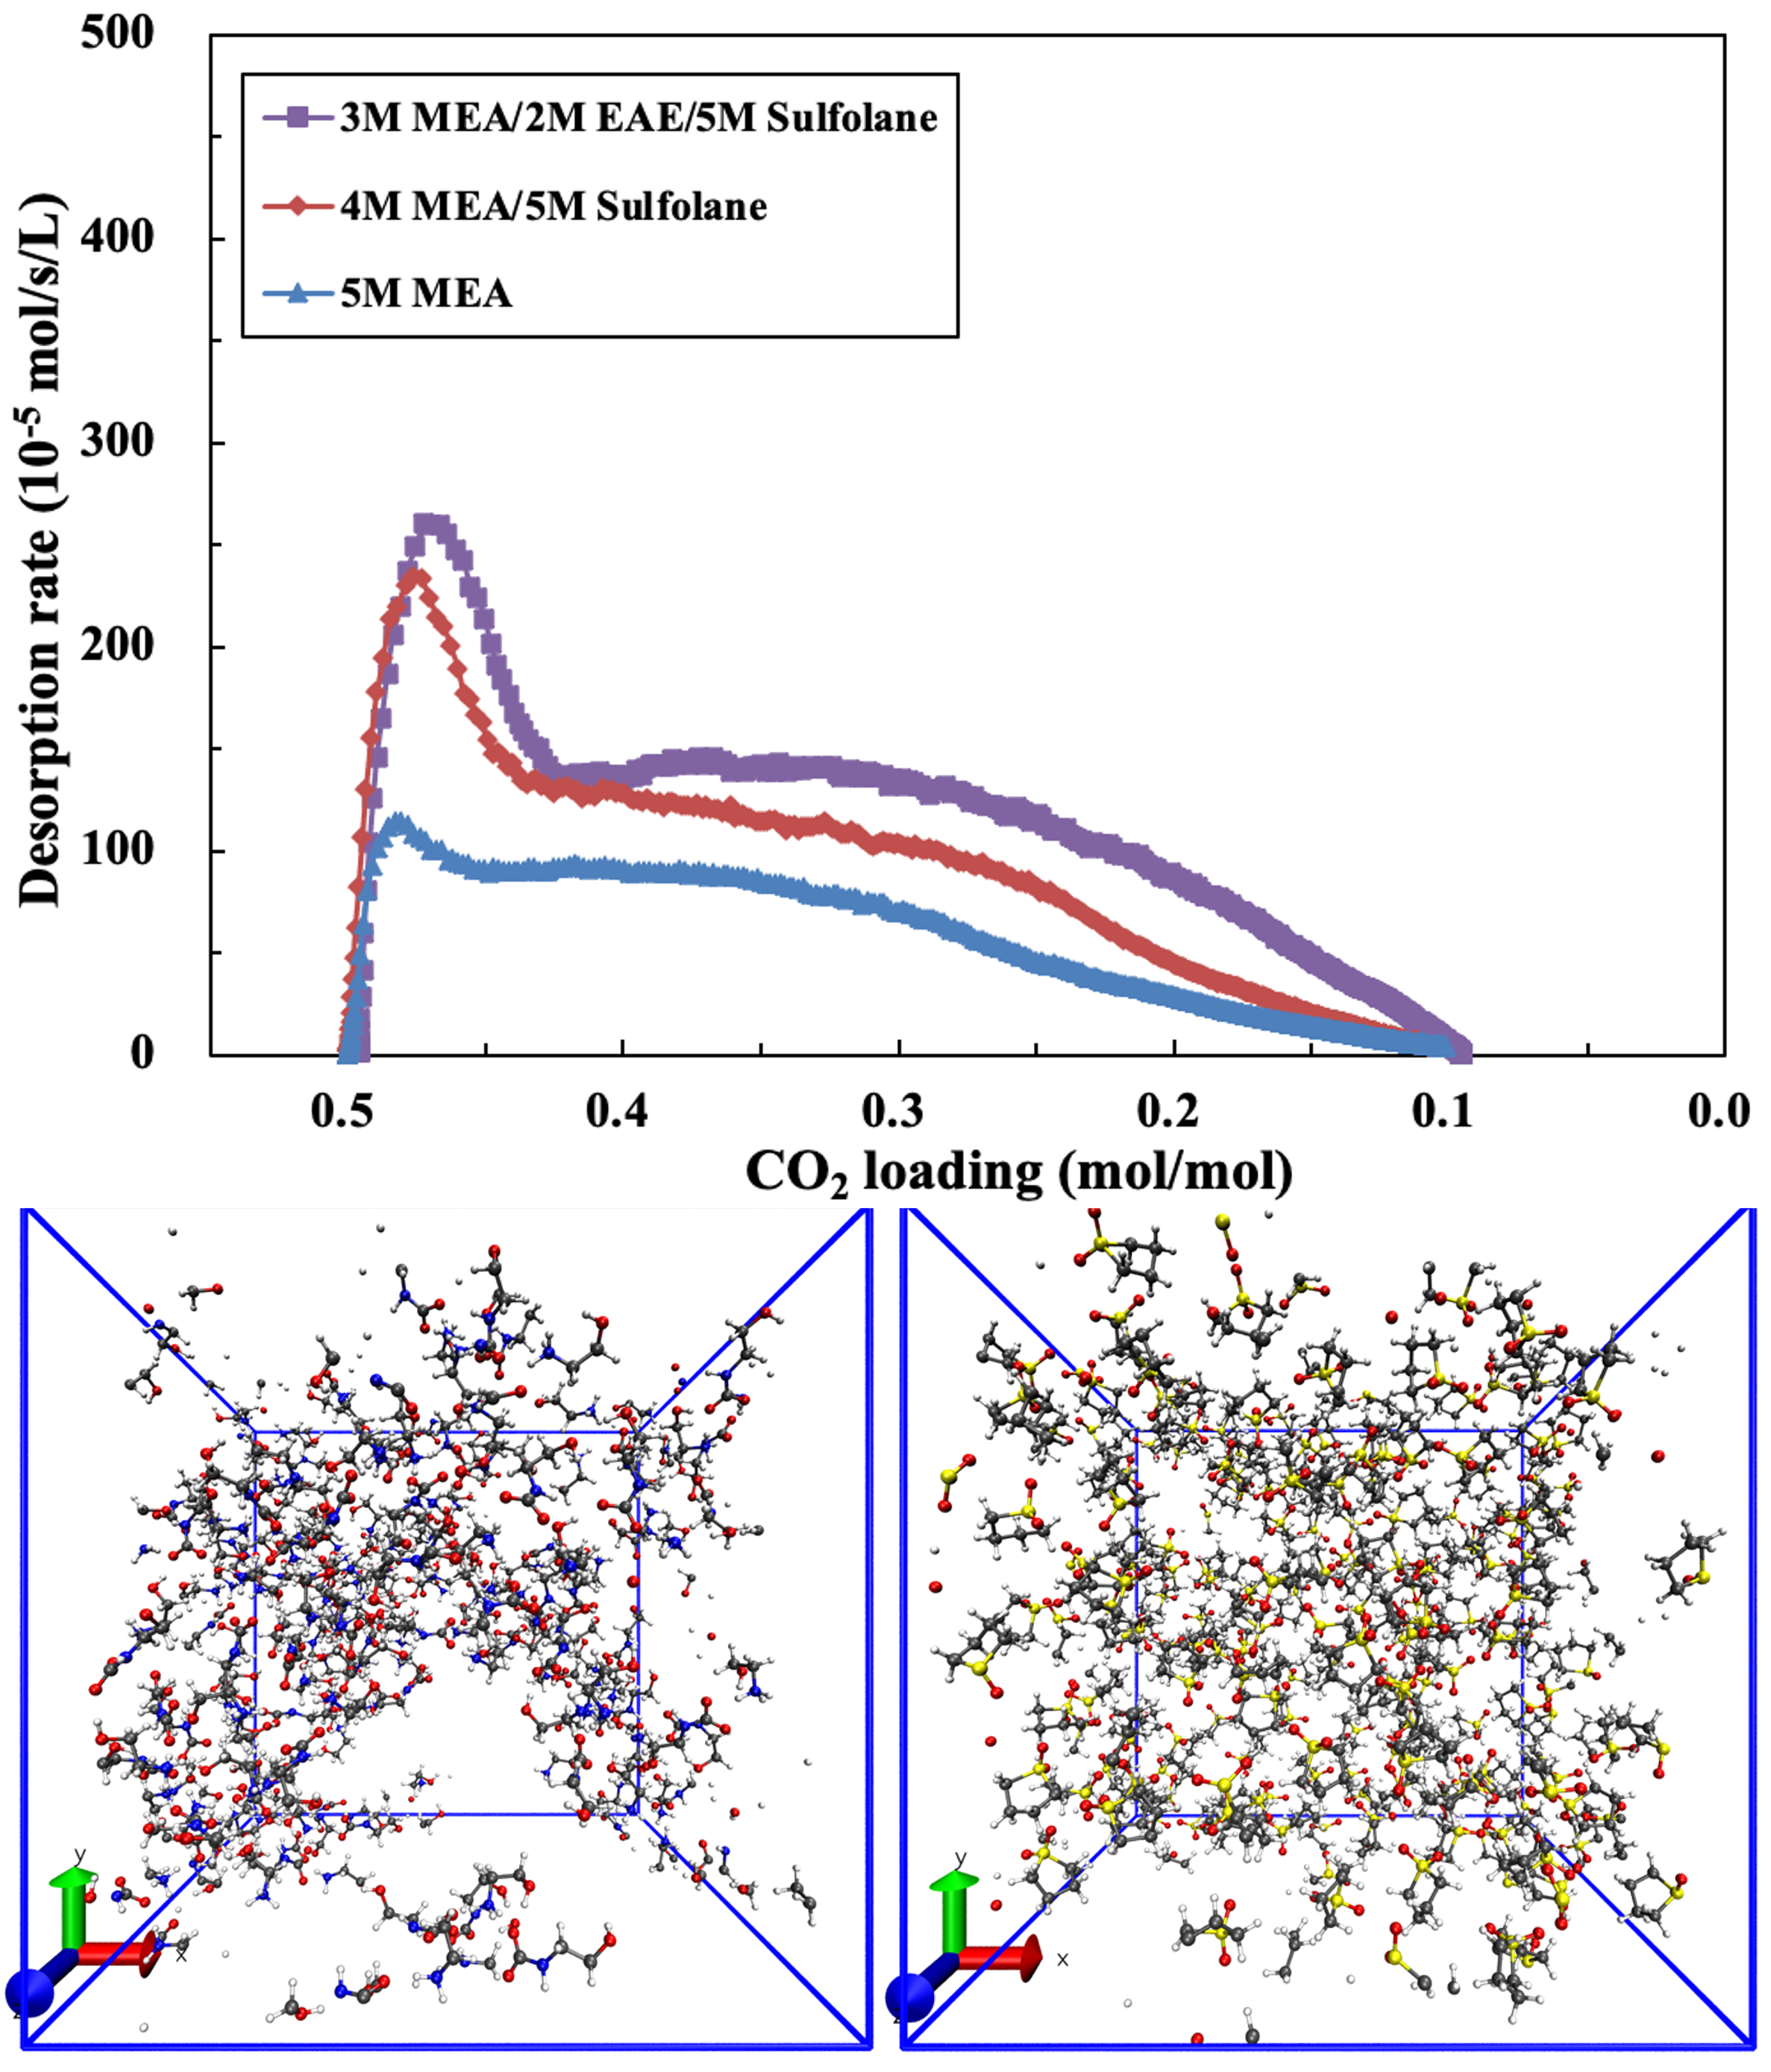 500
3M MEA/2M EAE/5M Sulfolane
4M MEA/5M Sulfolane
5M MEA
400
300
200
100
0
Desorption rate (10⁻⁵ mol/s/L)
0.5 0.4 0.3 0.2 0.1 0.0
CO₂ loading (mol/mol)
y y
x x